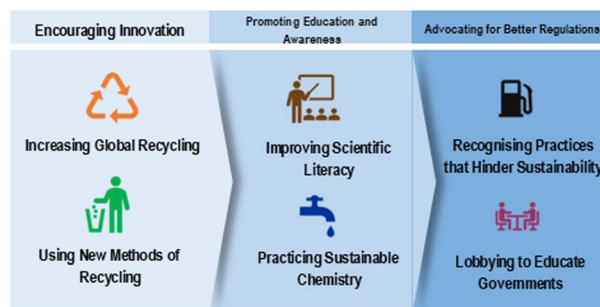 Encouraging Innovation
Promoting Education and
Awareness
Advocating for Better Regulations
Increasing Global Recycling
Using New Methods of
Recycling
Improving Scientific
Literacy
Practicing Sustainable
Chemistry
Recognising Practices
that Hinder Sustainability
Lobbying to Educate
Governments